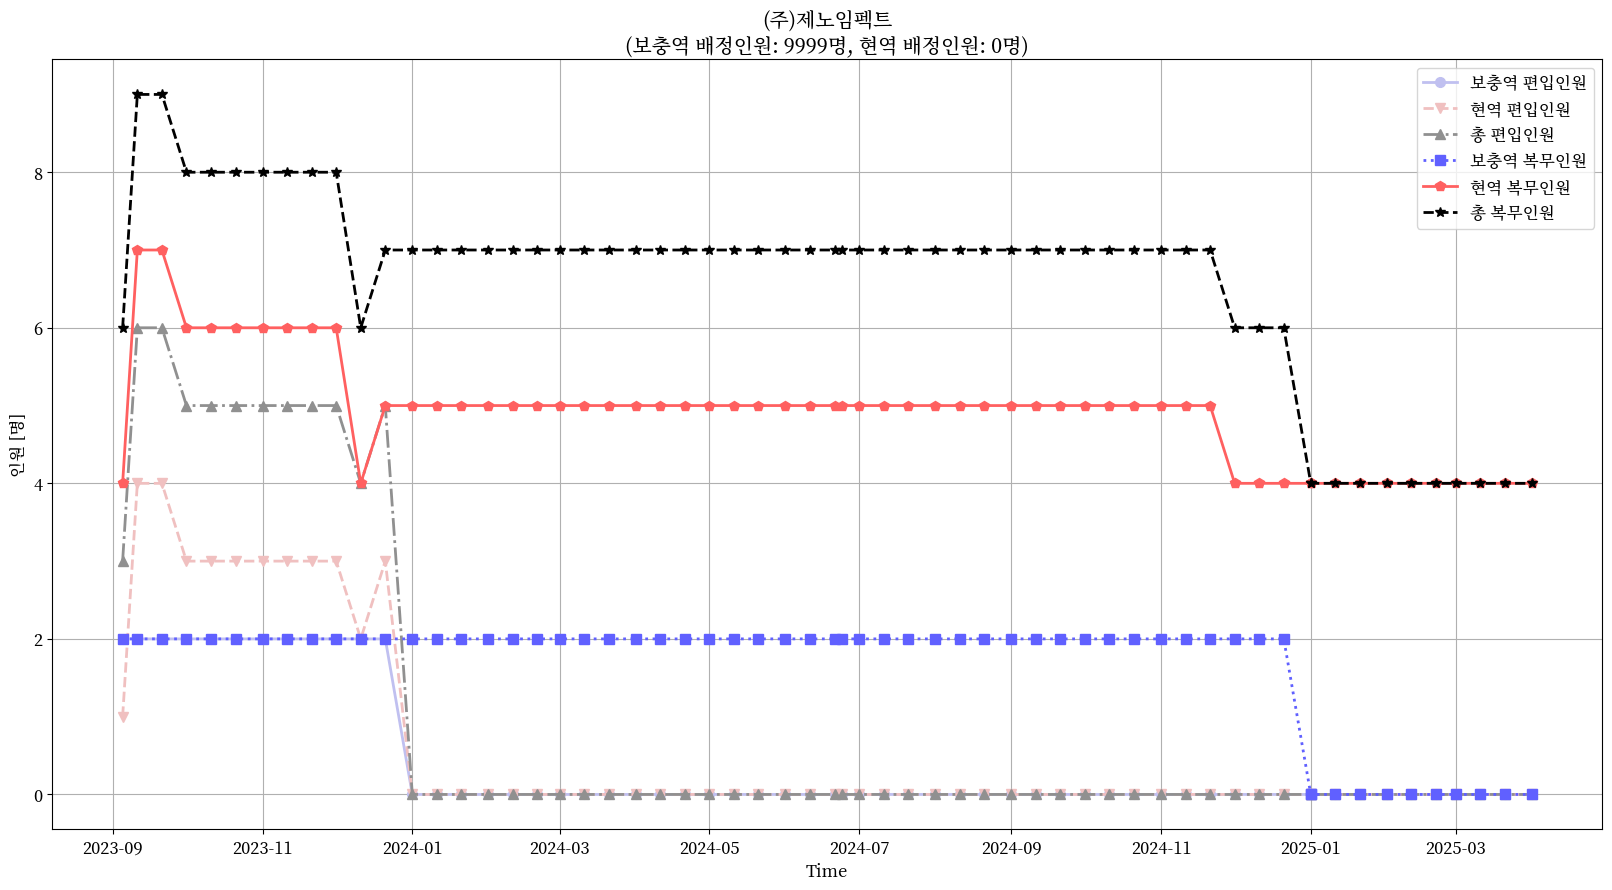 (주)제노임펙트
(보충역 배정인원: 9999명, 현역 배정인원: 0명)
보충역 편입인원
현역 편입인원
총 편입인원
보충역 복무인원
현역 복무인원
총 복무인원
인원 [명]
8
6
4
2
0
2023-09
2023-11
2024-01
2024-03
2024-05
2024-07
2024-09
2024-11
2025-01
2025-03
Time